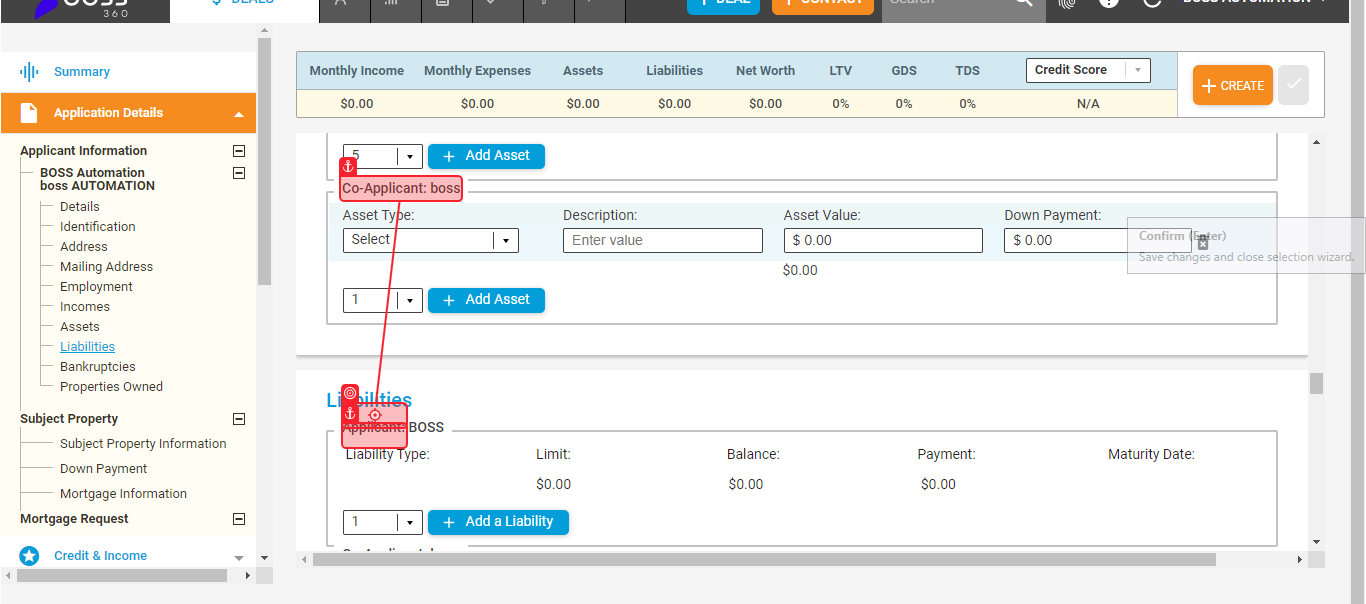 BOSS
360
DEALS
DEAL
CONTACT
Search
BOSS AUTOMATION
Summary
Application Details
Applicant Information
BOSS Automation
boss AUTOMATION
Details
Identification
Address
Mailing Address
Employment
Incomes
Assets
Liabilities
Bankruptcies
Properties Owned
Subject Property
Subject Property Information
Down Payment
Mortgage Information
Mortgage Request
Credit & Income
Monthly Income Monthly Expenses Assets Liabilities Net Worth LTV GDS TDS Credit Score
$0.00 $0.00 $0.00 $0.00 $0.00 0% 0% 0% N/A
CREATE
5 Add Asset
Co-Applicant: boss
Asset Type: Description: Asset Value: Down Payment:
Select Enter value $ 0.00 $ 0.00
$0.00
Confirm (Enter)
Save changes and close selection wizard.
1 Add Asset
Liabilities
Applicant: BOSS
Liability Type: Limit: Balance: Payment: Maturity Date:
$0.00 $0.00 $0.00
1 Add a Liability